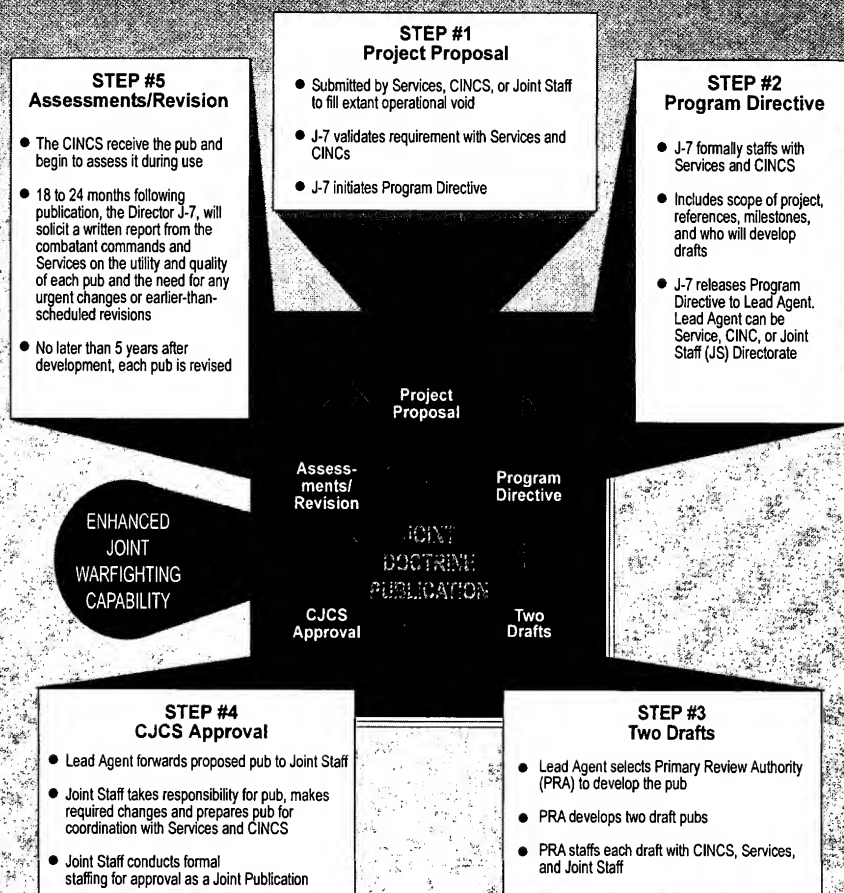 STEP #1
Project Proposal
● Submitted by Services, CINCS, or Joint Staff
to fill extant operational void
● J-7 validates requirement with Services and
CINCs
● J-7 initiates Program Directive
STEP #2
Program Directive
● J-7 formally staffs with
Services and CINCS
● Includes scope of project,
references, milestones,
and who will develop
drafts
● J-7 releases Program
Directive to Lead Agent.
Lead Agent can be
Service, CINC, or Joint
Staff (JS) Directorate
STEP #3
Two Drafts
● Lead Agent selects Primary Review Authority
(PRA) to develop the pub
● PRA develops two draft pubs
● PRA staffs each draft with CINCS, Services,
and Joint Staff
STEP #4
CJCS Approval
● Lead Agent forwards proposed pub to Joint Staff
● Joint Staff takes responsibility for pub, makes
required changes and prepares pub for
coordination with Services and CINCS
● Joint Staff conducts formal
staffing for approval as a Joint Publication
STEP #5
Assessments/Revision
● The CINCS receive the pub and
begin to assess it during use
● 18 to 24 months following
publication, the Director J-7, will
solicit a written report from the
combatant commands and
Services on the utility and quality
of each pub and the need for any
urgent changes or earlier-than-
scheduled revisions
● No later than 5 years after
development, each pub is revised
Project
Proposal
Program
Directive
Two
Drafts
CJCS
Approval
Assess-
ments/
Revision
JOINT
DOCTRINE
PUBLICATION
ENHANCED
JOINT
WARFIGHTING
CAPABILITY